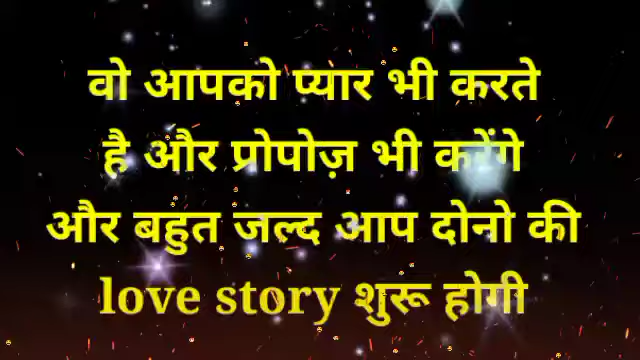 वो आपको प्यार भी करते
है और प्रोपोज़ भी करेंगे
और बहुत जल्द आप दोनो की
love story शुरू होगी